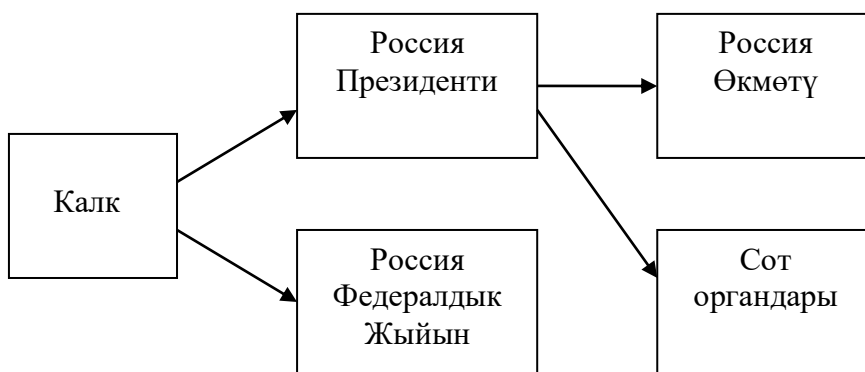 Калк
Россия
Президенти
Россия
Өкмөтү
Россия
Федералдык
Жыйын
Сот
органдары